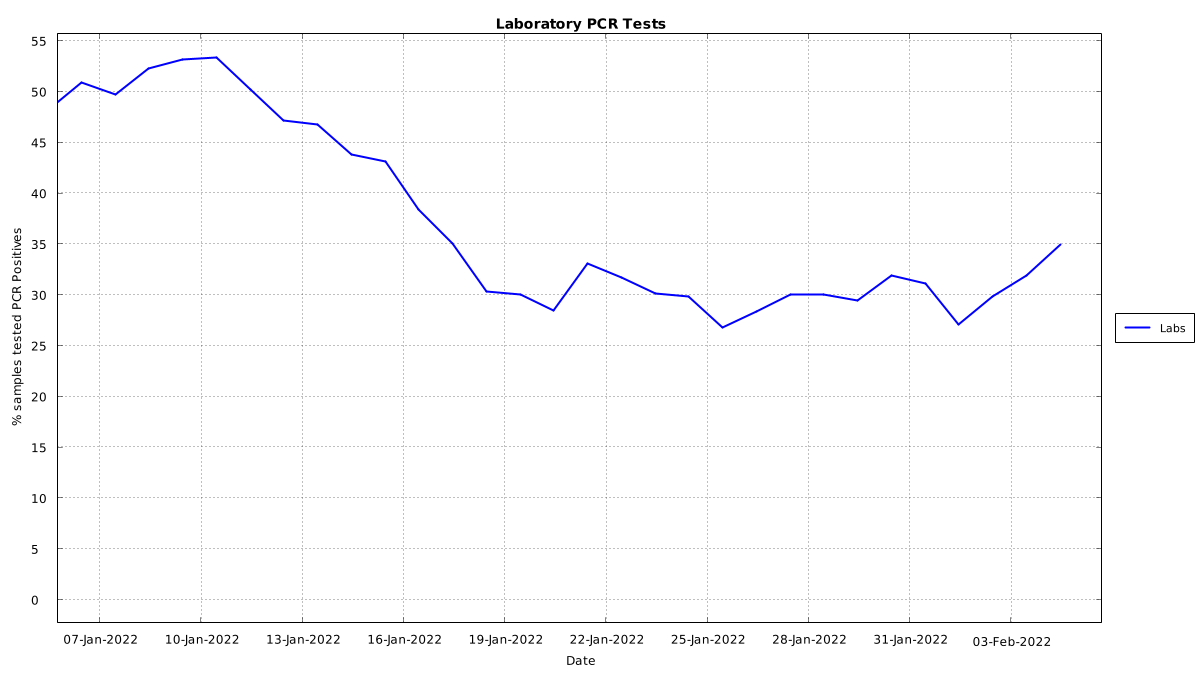 Laboratory PCR Tests
55
50
45
40
35
30
25
20
15
10
5
0
% samples tested PCR Positives
07-Jan-2022 10-Jan-2022 13-Jan-2022 16-Jan-2022 19-Jan-2022 22-Jan-2022 25-Jan-2022 28-Jan-2022 31-Jan-2022 03-Feb-2022
Date
Labs